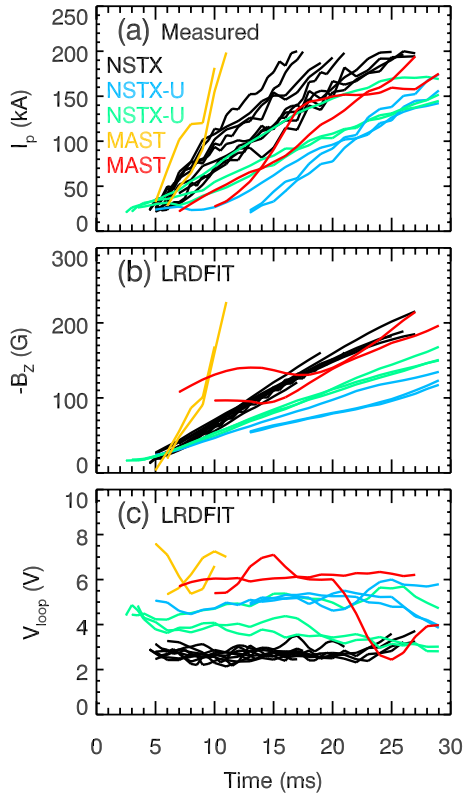 (a) Measured
250
200
150
100
50
0
I_p (kA)
NSTX
NSTX-U
NSTX-U
MAST
MAST
(b) LRDFIT
300
200
100
0
-B_Z (G)
(c) LRDFIT
10
8
6
4
2
0
V_loop (V)
0 5 10 15 20 25
Time (ms)